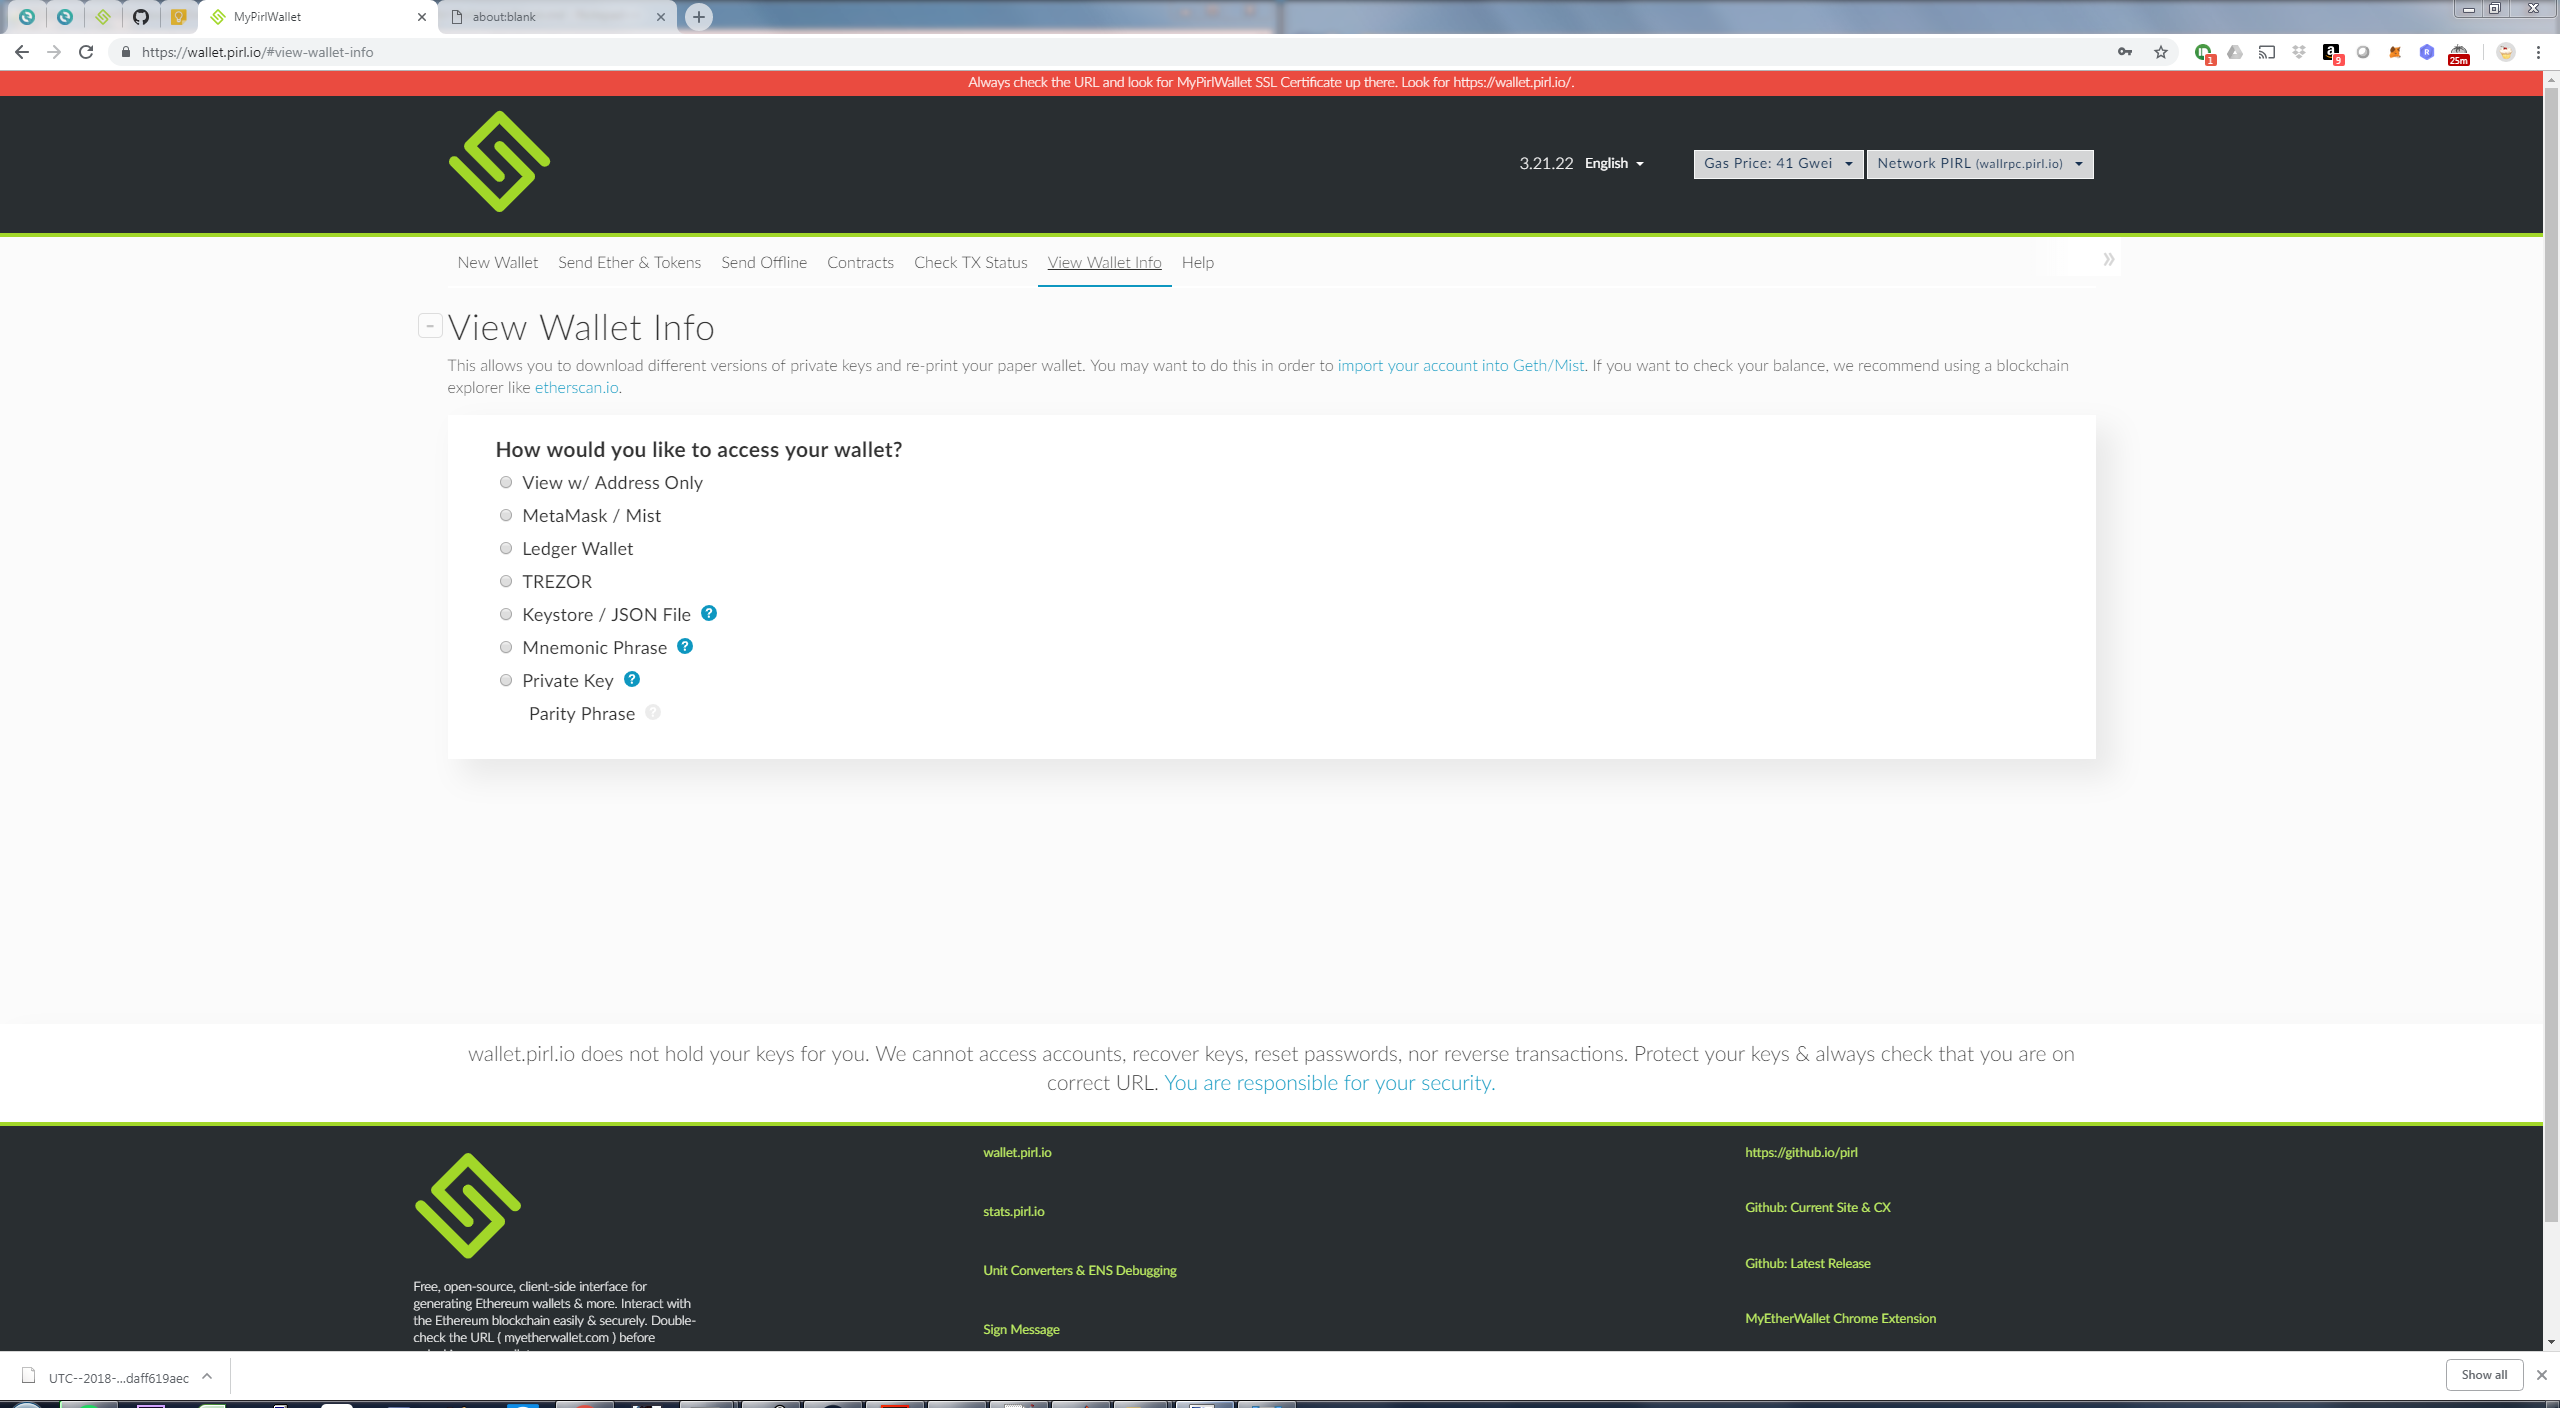 MyPirlWallet
about:blank
https://wallet.pirl.io/#view-wallet-info
1
9
25m
Always check the URL and look for MyPirlWallet SSL Certificate up there. Look for https://wallet.pirl.io/.
3.21.22 English
Gas Price: 41 Gwei
Network PIRL (wallrpc.pirl.io)
New Wallet Send Ether & Tokens Send Offline Contracts Check TX Status View Wallet Info Help
»
- View Wallet Info
This allows you to download different versions of private keys and re-print your paper wallet. You may want to do this in order to import your account into Geth/Mist. If you want to check your balance, we recommend using a blockchain
explorer like etherscan.io.
How would you like to access your wallet?
View w/ Address Only
MetaMask / Mist
Ledger Wallet
TREZOR
Keystore / JSON File ?
Mnemonic Phrase ?
Private Key ?
Parity Phrase ?
wallet.pirl.io does not hold your keys for you. We cannot access accounts, recover keys, reset passwords, nor reverse transactions. Protect your keys & always check that you are on
correct URL. You are responsible for your security.
Free, open-source, client-side interface for
generating Ethereum wallets & more. Interact with
the Ethereum blockchain easily & securely. Double-
check the URL ( myetherwallet.com ) before
wallet.pirl.io
stats.pirl.io
Unit Converters & ENS Debugging
Sign Message
https://github.io/pirl
Github: Current Site & CX
Github: Latest Release
MyEtherWallet Chrome Extension
UTC--2018-...daff619aec
Show all